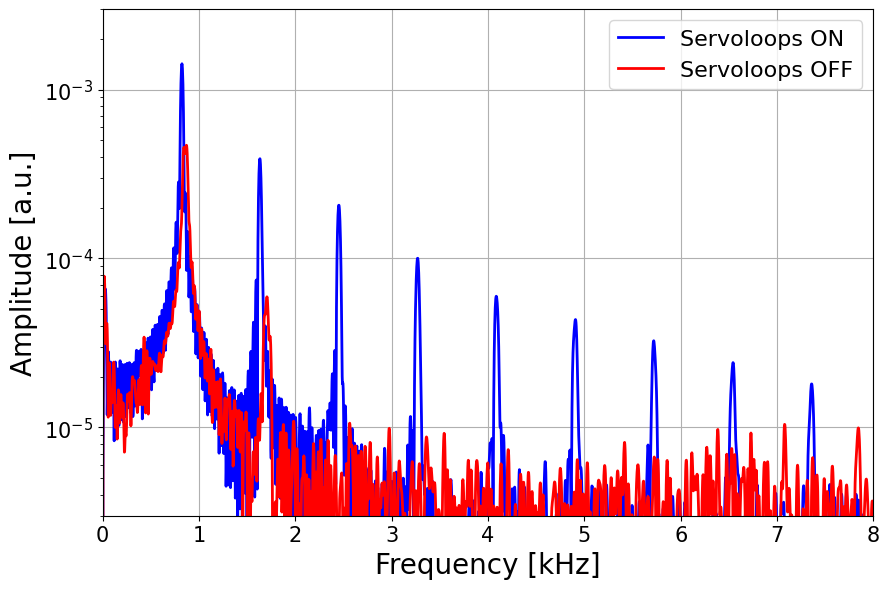 Servoloops ON
Servoloops OFF
10⁻³
10⁻⁴
10⁻⁵
Amplitude [a.u.]
0 1 2 3 4 5 6 7 8
Frequency [kHz]